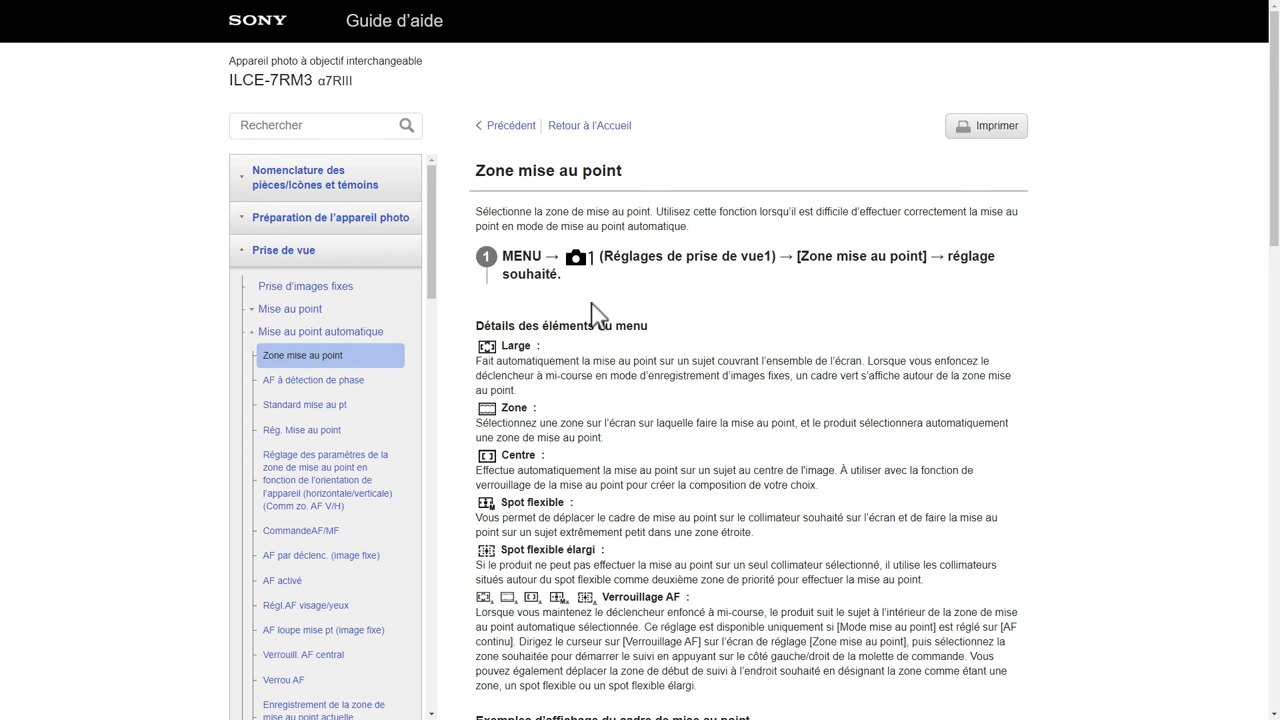 SONY Guide d’aide
Appareil photo à objectif interchangeable
ILCE-7RM3 α7RIII
Rechercher
Précédent
Retour à l’Accueil
Imprimer
Nomenclature des
pièces/Icônes et témoins
Préparation de l’appareil photo
Prise de vue
Prise d’images fixes
Mise au point
Mise au point automatique
Zone mise au point
AF à détection de phase
Standard mise au pt
Rég. Mise au point
Réglage des paramètres de la
zone de mise au point en
fonction de l’orientation de
l’appareil (horizontale/verticale)
(Comm zo. AF V/H)
CommandeAF/MF
AF par déclenc. (image fixe)
AF activé
Régl.AF visage/yeux
AF loupe mise pt (image fixe)
Verrouill. AF central
Verrou AF
Enregistrement de la zone de
mise au point actuelle
Zone mise au point
Sélectionne la zone de mise au point. Utilisez cette fonction lorsqu’il est difficile d’effectuer correctement la mise au
point en mode de mise au point automatique.
1 MENU → 1 (Réglages de prise de vue1) → [Zone mise au point] → réglage
souhaité.
Détails des éléments du menu
Large :
Fait automatiquement la mise au point sur un sujet couvrant l’ensemble de l’écran. Lorsque vous enfoncez le
déclencheur à mi-course en mode d’enregistrement d’images fixes, un cadre vert s’affiche autour de la zone mise
au point.
Zone :
Sélectionnez une zone sur l’écran sur laquelle faire la mise au point, et le produit sélectionnera automatiquement
une zone de mise au point.
Centre :
Effectue automatiquement la mise au point sur un sujet au centre de l'image. À utiliser avec la fonction de
verrouillage de la mise au point pour créer la composition de votre choix.
Spot flexible :
Vous permet de déplacer le cadre de mise au point sur le collimateur souhaité sur l’écran et de faire la mise au
point sur un sujet extrêmement petit dans une zone étroite.
Spot flexible élargi :
Si le produit ne peut pas effectuer la mise au point sur un seul collimateur sélectionné, il utilise les collimateurs
situés autour du spot flexible comme deuxième zone de priorité pour effectuer la mise au point.
Verrouillage AF :
Lorsque vous maintenez le déclencheur enfoncé à mi-course, le produit suit le sujet à l’intérieur de la zone de mise
au point automatique sélectionnée. Ce réglage est disponible uniquement si [Mode mise au point] est réglé sur [AF
continu]. Dirigez le curseur sur [Verrouillage AF] sur l’écran de réglage [Zone mise au point], puis sélectionnez la
zone souhaitée pour démarrer le suivi en appuyant sur le côté gauche/droit de la molette de commande. Vous
pouvez également déplacer la zone de début de suivi à l’endroit souhaité en désignant la zone comme étant une
zone, un spot flexible ou un spot flexible élargi.
Exemples d’affichage du cadre de mise au point